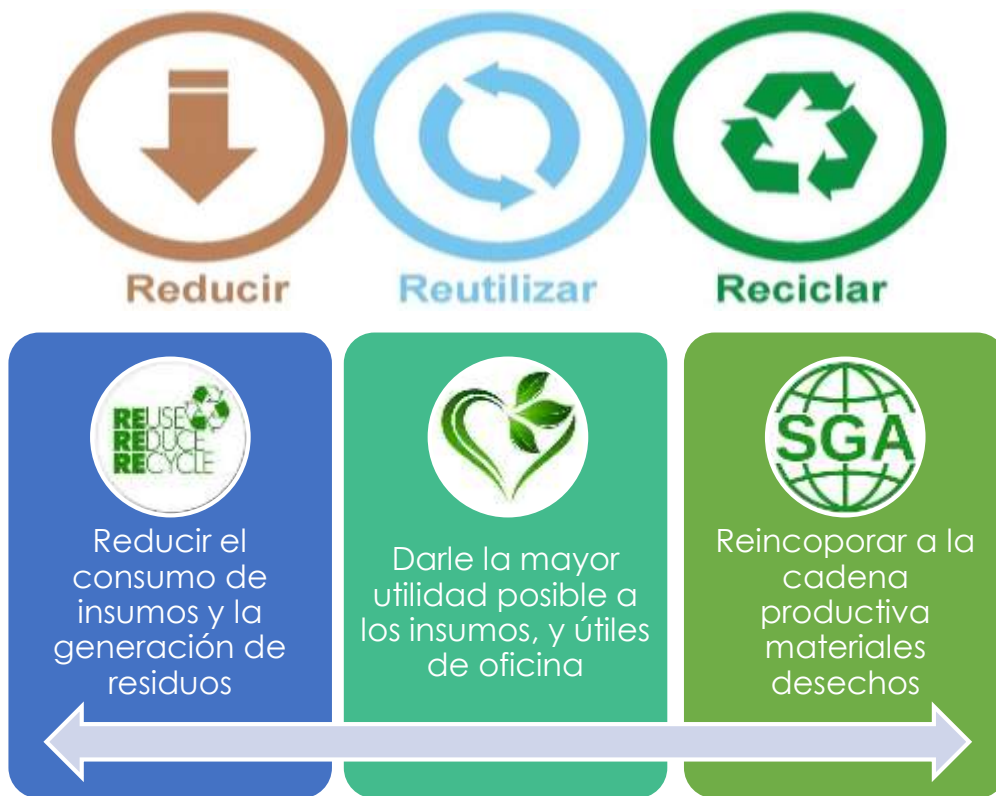 Reducir
Reutilizar
Reciclar
REUSE
REDUCE
RECYCLE
Reducir el
consumo de
insumos y la
generación de
residuos
Darle la mayor
utilidad posible a
los insumos, y útiles
de oficina
SGA
Reincoporar a la
cadena
productiva
materiales
desechos